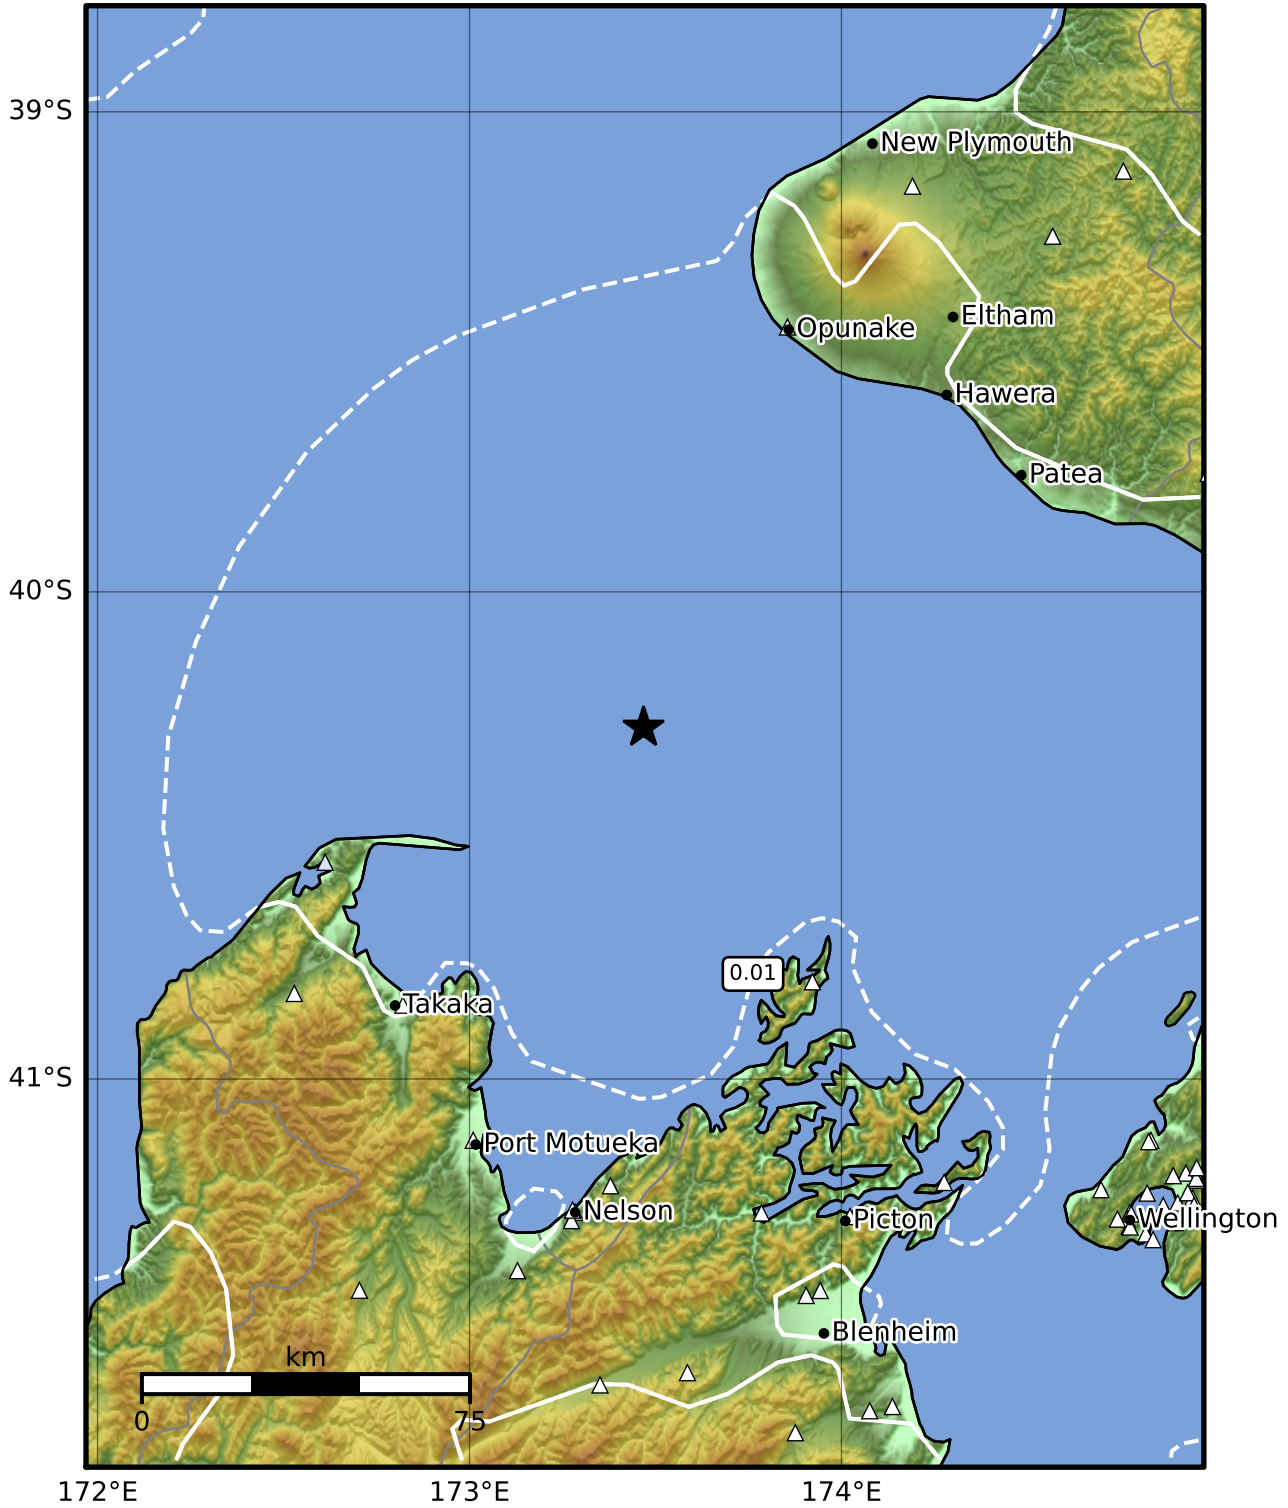 39°S
New Plymouth
Opunake
Eltham
Hawera
Patea
40°S
0.01
Takaka
41°S
Port Motueka
Nelson
Picton
Wellington
Blenheim
km
0
75
172°E
173°E
174°E